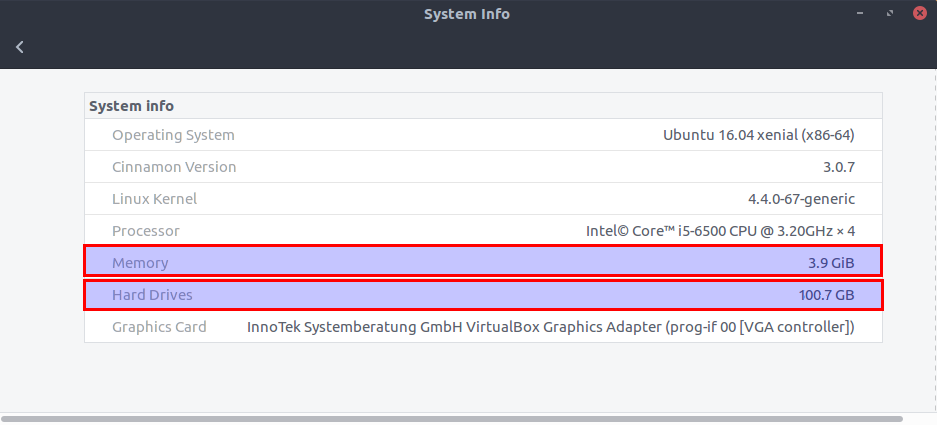 System Info
System info
Operating System Ubuntu 16.04 xenial (x86-64)
Cinnamon Version 3.0.7
Linux Kernel 4.4.0-67-generic
Processor Intel© Core™ i5-6500 CPU @ 3.20GHz × 4
Memory 3.9 GiB
Hard Drives 100.7 GB
Graphics Card InnoTek Systemberatung GmbH VirtualBox Graphics Adapter (prog-if 00 [VGA controller])